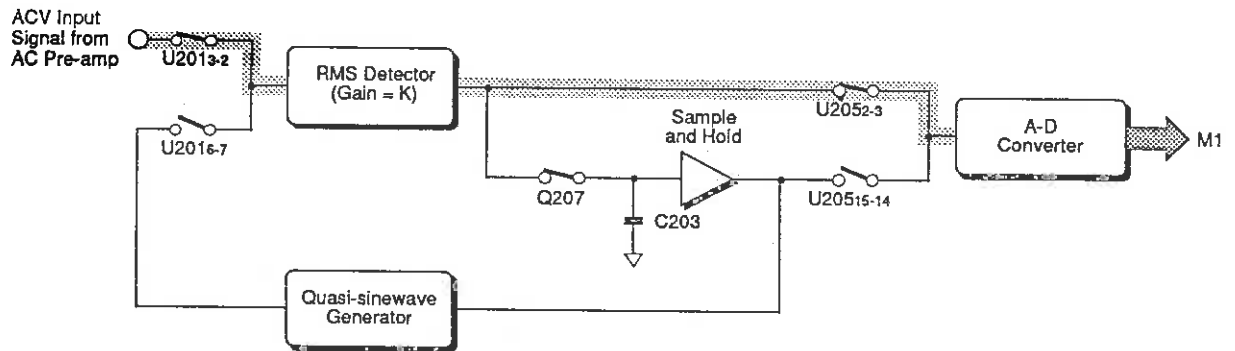 ACV Input
Signal from
AC Pre-amp
U2013-2
RMS Detector
(Gain = K)
U2052-3
A-D
Converter
M1
U2016-7
Sample
and Hold
Q207
C203
U20515-14
Quasi-sinewave
Generator